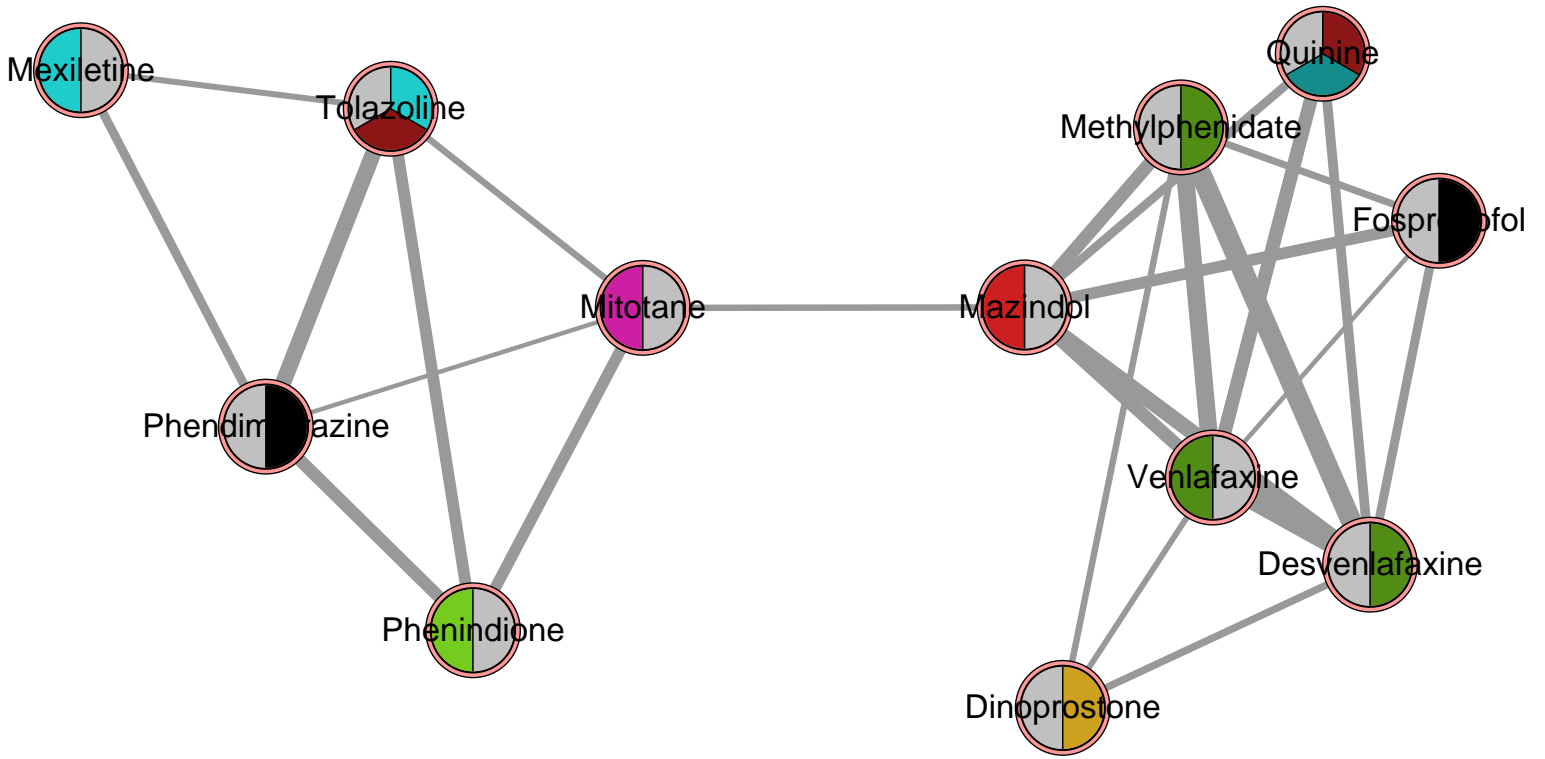 Quinine
Mexiletine
Tolazoline
Methylphenidate
Fospropofol
Mitotane
Mazindol
Phendimetrazine
Venlafaxine
Desvenlafaxine
Phenindione
Dinoprostone